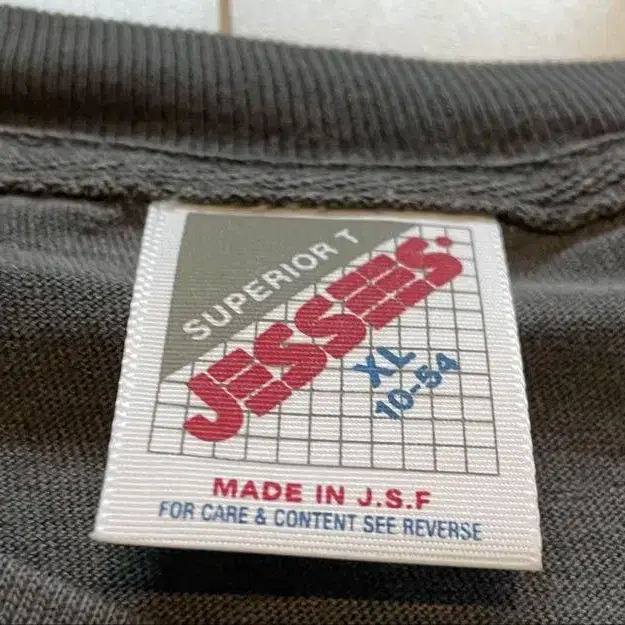 SUPERIOR T
JESSES
XL
10-54
MADE IN J.S.F
FOR CARE & CONTENT SEE REVERSE